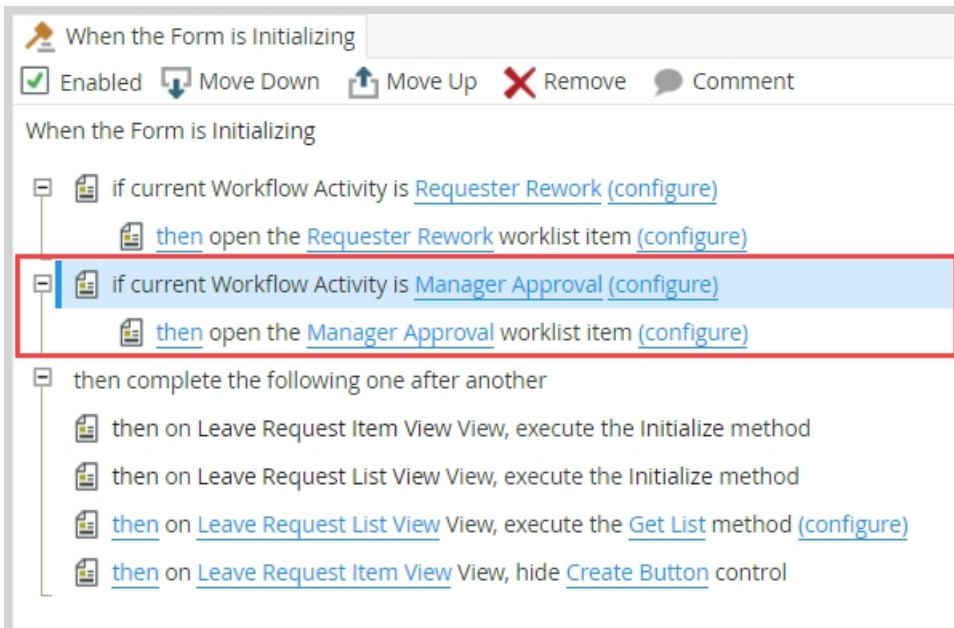 When the Form is Initializing
Enabled Move Down Move Up Remove Comment
When the Form is Initializing
if current Workflow Activity is Requester Rework (configure)
then open the Requester Rework worklist item (configure)
if current Workflow Activity is Manager Approval (configure)
then open the Manager Approval worklist item (configure)
then complete the following one after another
then on Leave Request Item View View, execute the Initialize method
then on Leave Request List View View, execute the Initialize method
then on Leave Request List View View, execute the Get List method (configure)
then on Leave Request Item View View, hide Create Button control